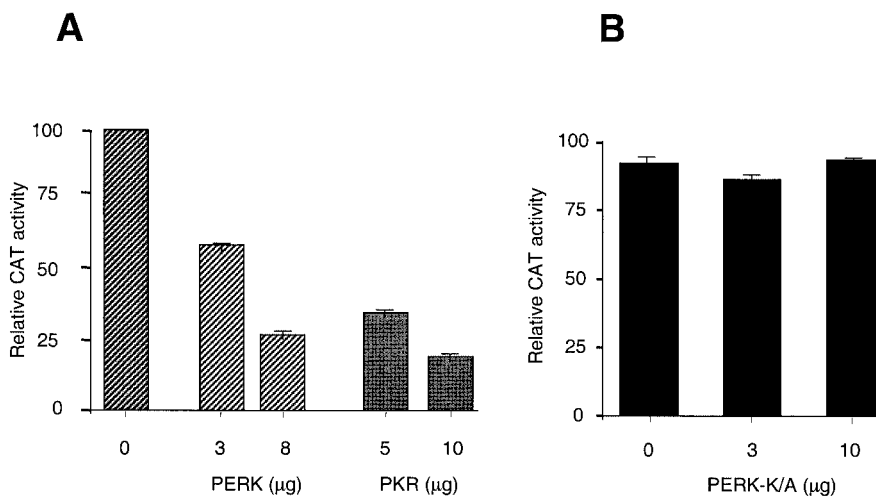 A
Relative CAT activity
100
75
50
25
0
0 3 8 5 10
PERK (µg) PKR (µg)
B
Relative CAT activity
100
75
50
25
0
0 3 10
PERK-K/A (µg)